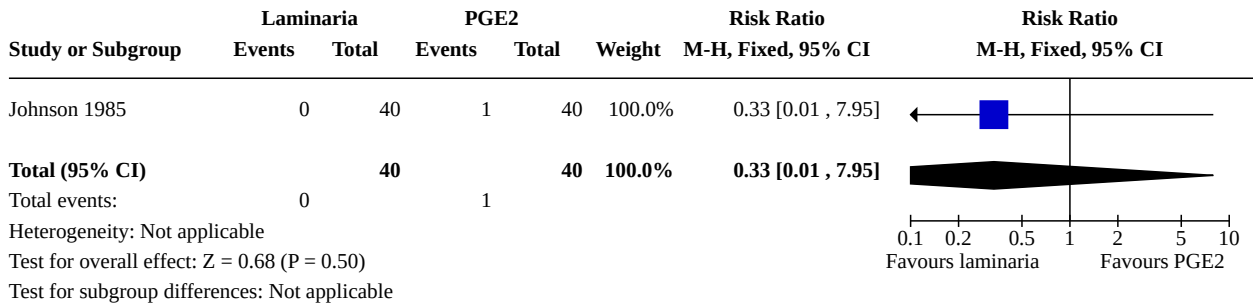 Laminaria PGE2 Risk Ratio Risk Ratio
Study or Subgroup Events Total Events Total Weight M-H, Fixed, 95% CI M-H, Fixed, 95% CI
Johnson 1985 0 40 1 40 100.0% 0.33 [0.01 , 7.95]
Total (95% CI) 40 40 100.0% 0.33 [0.01 , 7.95]
Total events: 0 1
Heterogeneity: Not applicable
0.1 0.2 0.5 1 2 5 10
Test for overall effect: Z = 0.68 (P = 0.50) Favours laminaria Favours PGE2
Test for subgroup differences: Not applicable